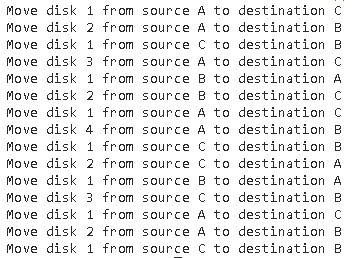 Move disk 1 from source A to destination C
Move disk 2 from source A to destination B
Move disk 1 from source C to destination B
Move disk 3 from source A to destination C
Move disk 1 from source B to destination A
Move disk 2 from source B to destination C
Move disk 1 from source A to destination C
Move disk 4 from source A to destination B
Move disk 1 from source C to destination B
Move disk 2 from source C to destination A
Move disk 1 from source B to destination A
Move disk 3 from source C to destination B
Move disk 1 from source A to destination C
Move disk 2 from source A to destination B
Move disk 1 from source C to destination B